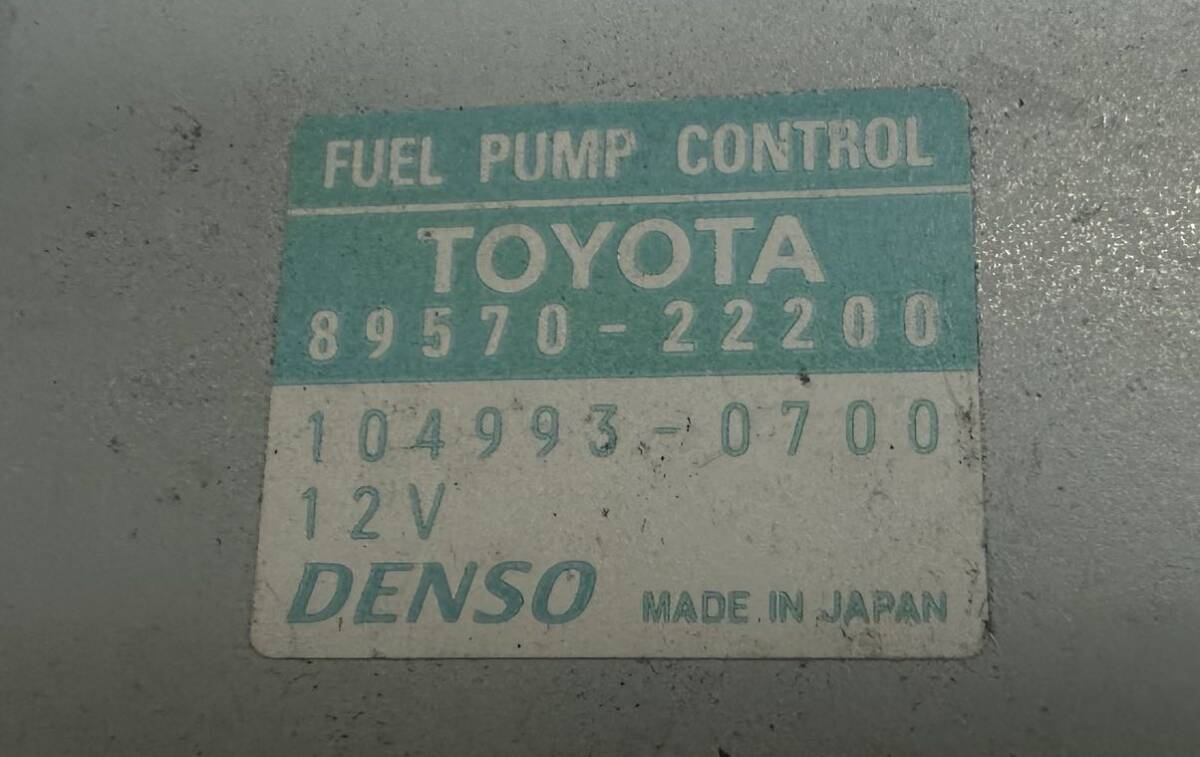 FUEL PUMP CONTROL
TOYOTA
89570-22200
104993-0700
12V
DENSO MADE IN JAPAN